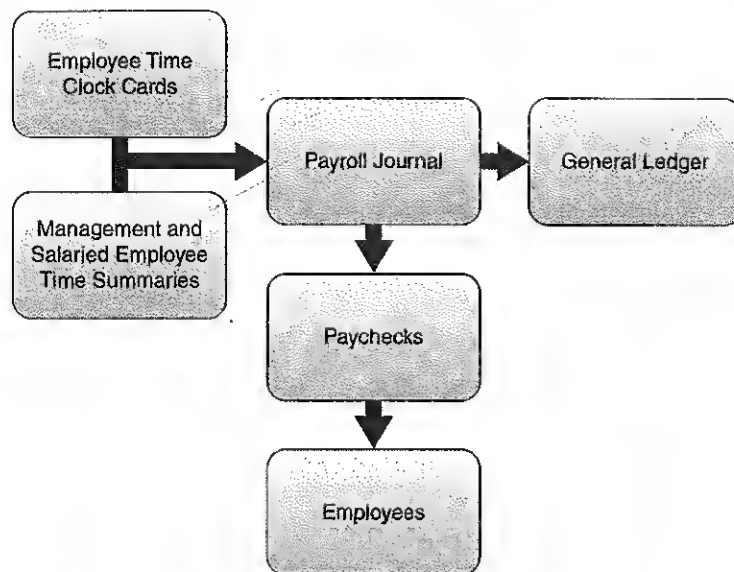 Employee Time
Clock Cards
Payroll Journal
General Ledger
Management and
Salaried Employee
Time Summaries
Paychecks
Employees